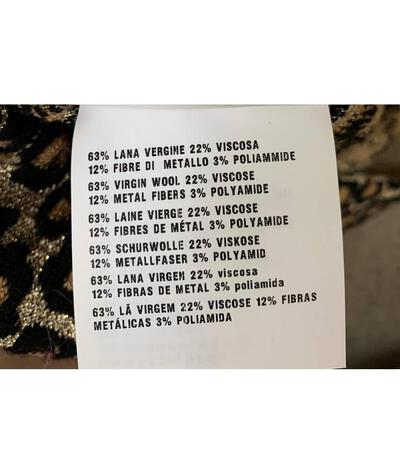 63% LANA VERGINE 22% VISCOSA
12% FIBRE DI METALLO 3% POLIAMMIDE
63% VIRGIN WOOL 22% VISCOSE
12% METAL FIBERS 3% POLYAMIDE
63% LAINE VIERGE 22% VISCOSE
12% FIBRES DE MÉTAL 3% POLYAMIDE
63% SCHURWOLLE 22% VISKOSE
12% METALLFASER 3% POLYAMID
63% LANA VIRGEN 22% viscosa
12% FIBRAS DE METAL 3% poliamida
63% LÃ VIRGEM 22% VISCOSE 12% FIBRAS
METÁLICAS 3% POLIAMIDA